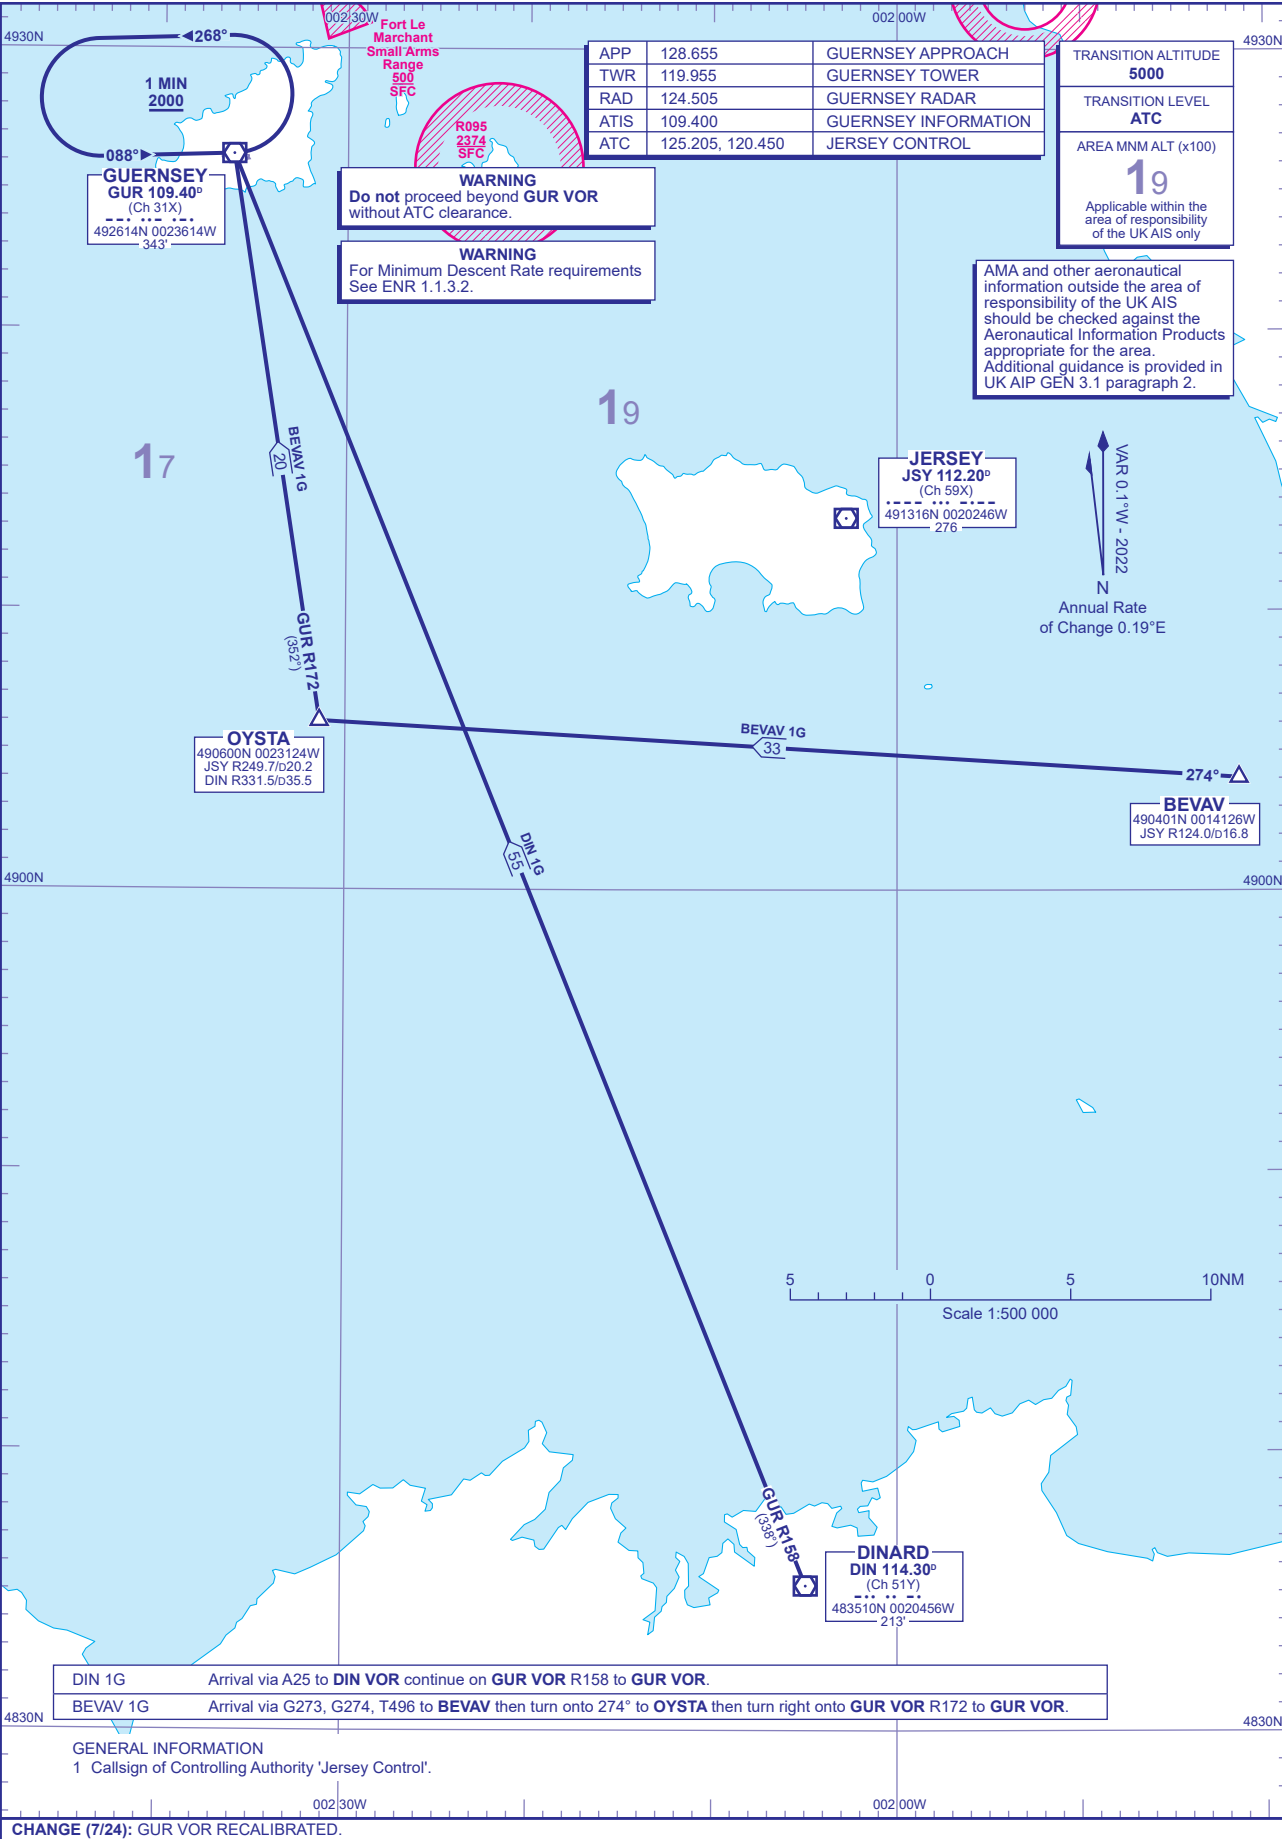 002 30W
002 00W
4930N
4930N
268°
1 MIN
2000
088°
Fort Le
Marchant
Small Arms
Range
500
SFC
R095
2374
SFC
APP 128.655 GUERNSEY APPROACH
TWR 119.955 GUERNSEY TOWER
RAD 124.505 GUERNSEY RADAR
ATIS 109.400 GUERNSEY INFORMATION
ATC 125.205, 120.450 JERSEY CONTROL
TRANSITION ALTITUDE
5000
TRANSITION LEVEL
ATC
AREA MNM ALT (x100)
19
Applicable within the
area of responsibility
of the UK AIS only
GUERNSEY
GUR 109.40D
(Ch 31X)
492614N 0023614W
343'
WARNING
Do not proceed beyond GUR VOR
without ATC clearance.
WARNING
For Minimum Descent Rate requirements
See ENR 1.1.3.2.
AMA and other aeronautical
information outside the area of
responsibility of the UK AIS
should be checked against the
Aeronautical Information Products
appropriate for the area.
Additional guidance is provided in
UK AIP GEN 3.1 paragraph 2.
19
17
BEVAV 1G
20
JERSEY
JSY 112.20D
(Ch 59X)
491316N 0020246W
276
VAR 0.1°W - 2022
N
Annual Rate
of Change 0.19°E
GUR R172
(352°)
OYSTA
490600N 0023124W
JSY R249.7/D20.2
DIN R331.5/D35.5
BEVAV 1G
33
274°
BEVAV
490401N 0014126W
JSY R124.0/D16.8
DIN 1G
55
4900N
4900N
5 0 5 10NM
Scale 1:500 000
GUR R158
(338°)
DINARD
DIN 114.30D
(Ch 51Y)
483510N 0020456W
213'
DIN 1G Arrival via A25 to DIN VOR continue on GUR VOR R158 to GUR VOR.
BEVAV 1G Arrival via G273, G274, T496 to BEVAV then turn onto 274° to OYSTA then turn right onto GUR VOR R172 to GUR VOR.
4830N
4830N
GENERAL INFORMATION
1 Callsign of Controlling Authority 'Jersey Control'.
002 30W
002 00W
CHANGE (7/24): GUR VOR RECALIBRATED.